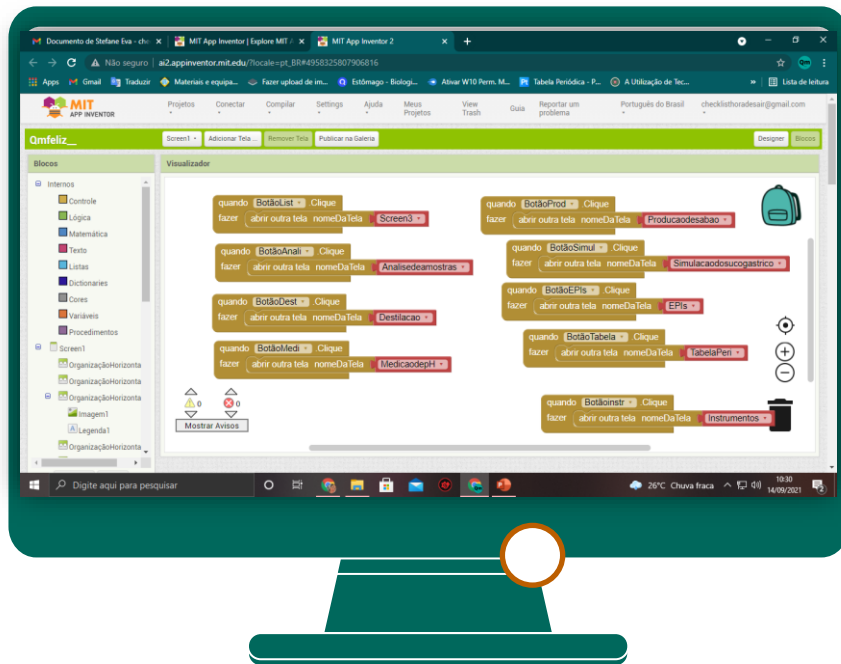 Documento de Stefane Eva - che
MIT App Inventor | Explore MIT A
MIT App Inventor 2
Não seguro
ai2.appinventor.mit.edu/?locale=pt_BR#4958325807906816
Qm
Apps
Gmail
Traduzir
Materiais e equipa...
Fazer upload de im...
Estômago - Biologi...
Ativar W10 Perm. M...
Tabela Periódica - P...
A Utilização de Tec...
»
Lista de leitura
MIT
APP INVENTOR
Projetos
Conectar
Compilar
Settings
Ajuda
Meus
Projetos
View
Trash
Guia
Reportar um
problema
Português do Brasil
checklisthoradesair@gmail.com
Qmfeliz__
Screen1
Adicionar Tela ...
Remover Tela
Publicar na Galeria
Designer
Blocos
Blocos
Visualizador
Internos
Controle
Lógica
Matemática
Texto
Listas
Dictionaries
Cores
Variáveis
Procedimentos
Screen1
OrganizaçãoHorizonta
OrganizaçãoHorizonta
OrganizaçãoHorizonta
Imagem1
Legenda1
OrganizaçãoHorizonta
quando BotãoList .Clique
fazer abrir outra tela nomeDaTela Screen3
quando BotãoAnali .Clique
fazer abrir outra tela nomeDaTela Analisedeamostras
quando BotãoDest .Clique
fazer abrir outra tela nomeDaTela Destilacao
quando BotãoMedi .Clique
fazer abrir outra tela nomeDaTela MedicaodepH
quando BotãoProd .Clique
fazer abrir outra tela nomeDaTela Producaodesabao
quando BotãoSimul .Clique
fazer abrir outra tela nomeDaTela Simulacaodosucogastrico
quando BotãoEPIs .Clique
fazer abrir outra tela nomeDaTela EPIs
quando BotãoTabela .Clique
fazer abrir outra tela nomeDaTela TabelaPeri
quando Botãoinstr .Clique
fazer abrir outra tela nomeDaTela Instrumentos
0
0
Mostrar Avisos
Digite aqui para pesquisar
26°C Chuva fraca
10:30
14/09/2021
2